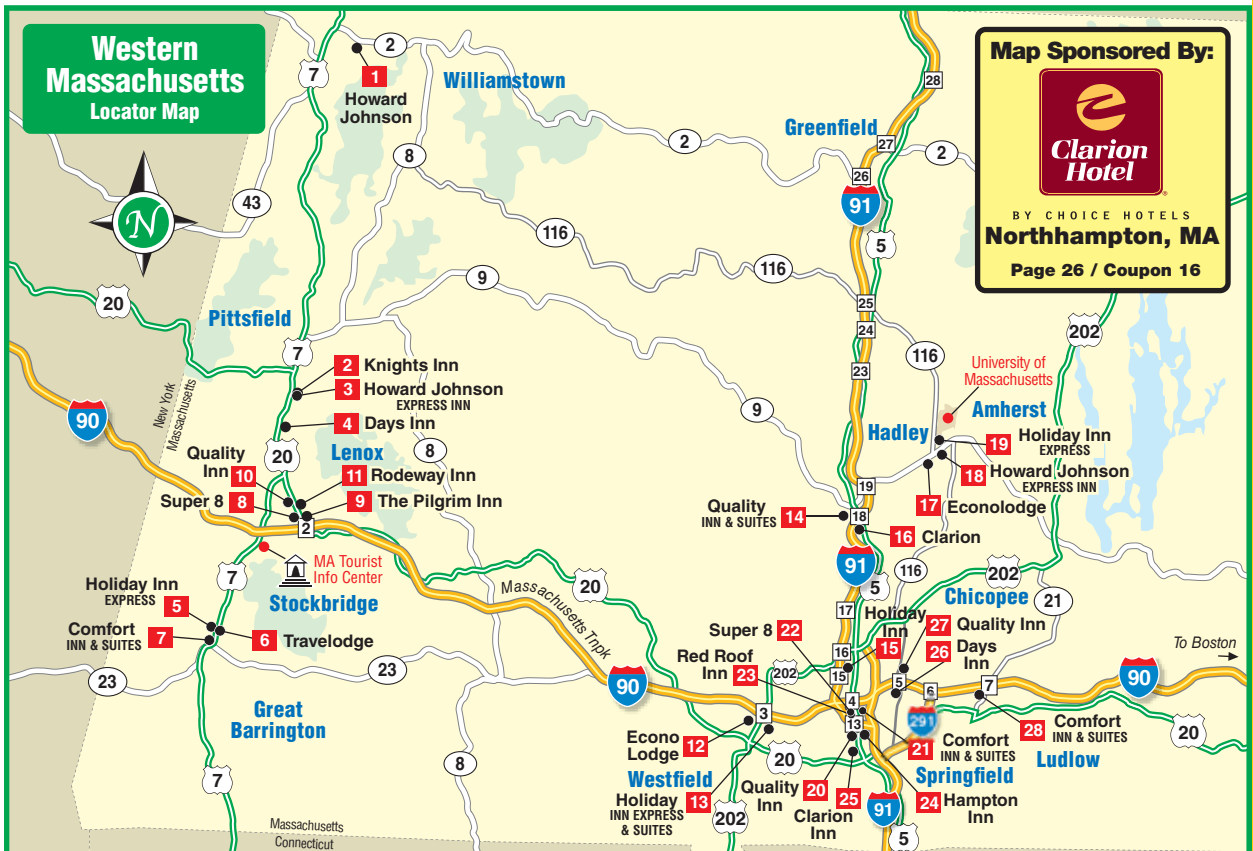 Western
Massachusetts
Locator Map
Map Sponsored By:
Clarion
Hotel
BY CHOICE HOTELS
Northhampton, MA
Page 26 / Coupon 16
N
7
2
1
Howard
Johnson
Williamstown
8
2
Greenfield
28
27
2
26
91
43
116
5
116
9
20
Pittsfield
7
25
24
202
116
23
2 Knights Inn
3 Howard Johnson
EXPRESS INN
4 Days Inn
New York
Massachusetts
90
University of
Massachusetts
Amherst
Hadley
9
19 Holiday Inn
EXPRESS
18 Howard Johnson
EXPRESS INN
17 Econolodge
20
Lenox
8
Quality
Inn 10
11 Rodeway Inn
Super 8 8
9 The Pilgrim Inn
2
19
Quality
INN & SUITES 14
18
16 Clarion
MA Tourist
Info Center
7
Stockbridge
Holiday Inn
EXPRESS 5
Comfort
INN & SUITES 7
6 Travelodge
Massachusetts Tnpk
20
91
5
116
202
Chicopee
21
17
Holiday
Inn
15
Super 8 22
Red Roof
Inn 23
16
15
27 Quality Inn
26 Days
Inn
To Boston
23
23
90
202
5
6
7
90
Great
Barrington
4
3
13
291
Econo
Lodge 12
21 Comfort
INN & SUITES
28 Comfort
INN & SUITES
Ludlow
20
Westfield
20
Springfield
8
7
Holiday
INN EXPRESS
& SUITES
13
Quality
Inn
20
Clarion
Inn
25
24 Hampton
Inn
202
91
5
Massachusetts
Connecticut